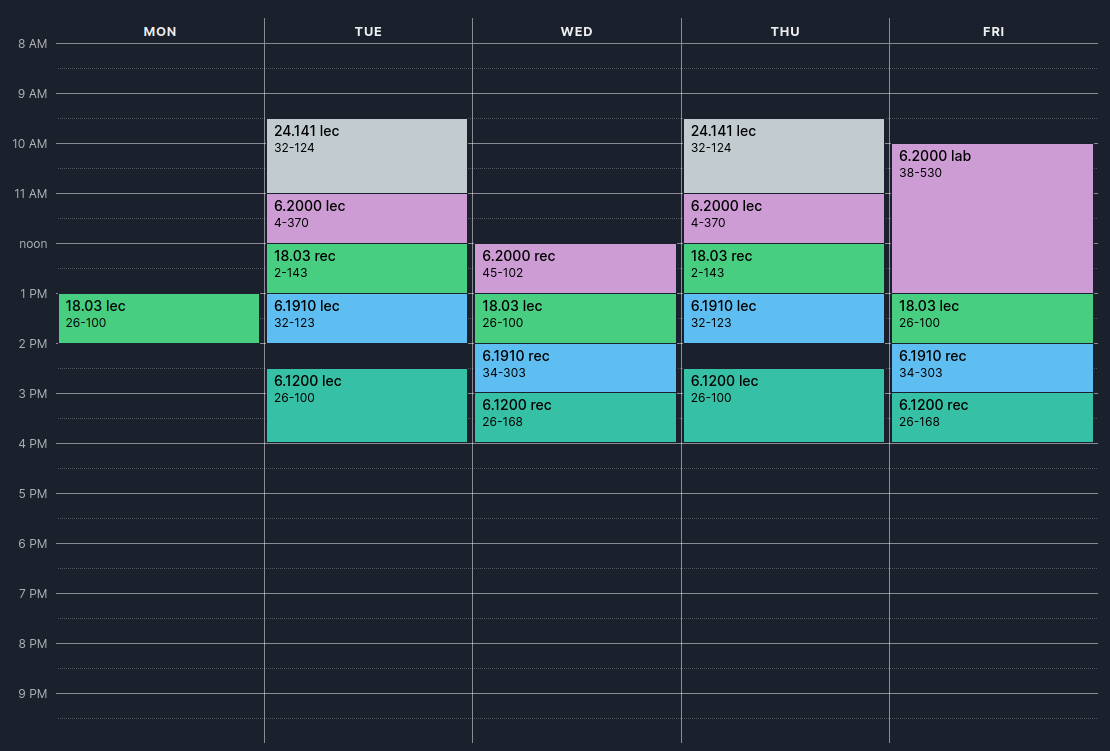 MON
TUE
WED
THU
FRI
8 AM
9 AM
10 AM
11 AM
noon
1 PM
2 PM
3 PM
4 PM
5 PM
6 PM
7 PM
8 PM
9 PM
18.03 lec
26-100
24.141 lec
32-124
6.2000 lec
4-370
18.03 rec
2-143
6.1910 lec
32-123
6.1200 lec
26-100
6.2000 rec
45-102
18.03 lec
26-100
6.1910 rec
34-303
6.1200 rec
26-168
24.141 lec
32-124
6.2000 lec
4-370
18.03 rec
2-143
6.1910 lec
32-123
6.1200 lec
26-100
6.2000 lab
38-530
18.03 lec
26-100
6.1910 rec
34-303
6.1200 rec
26-168